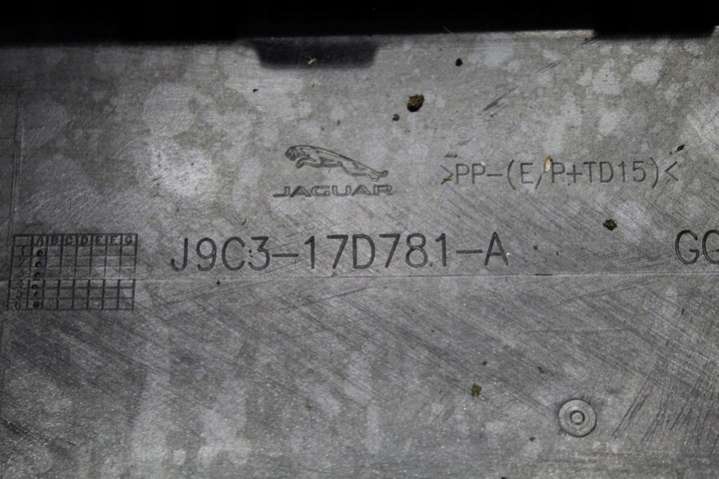 JAGUAR
>PP-(E/P+TD15)<
A B C D E F G
J9C3-17D781-A
GG